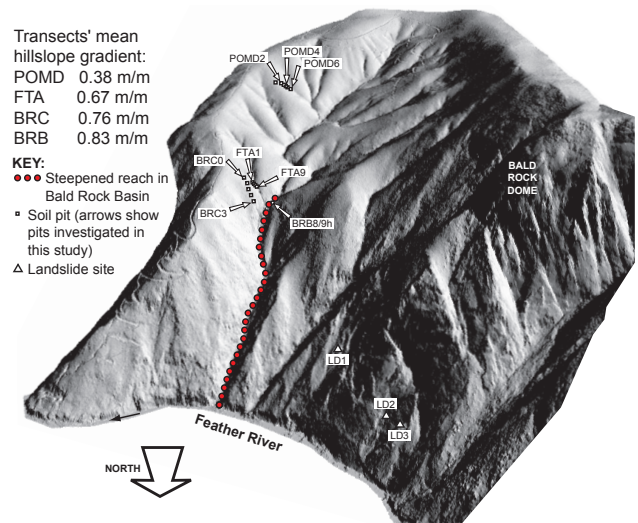 Transects' mean
hillslope gradient:
POMD 0.38 m/m
FTA 0.67 m/m
BRC 0.76 m/m
BRB 0.83 m/m
KEY:
Steepened reach in
Bald Rock Basin
Soil pit (arrows show
pits investigated in
this study)
Landslide site
POMD2
POMD4
POMD6
BRC0
FTA1
FTA9
BRC3
BRB8/9h
BALD
ROCK
DOME
LD1
LD2
LD3
Feather River
NORTH